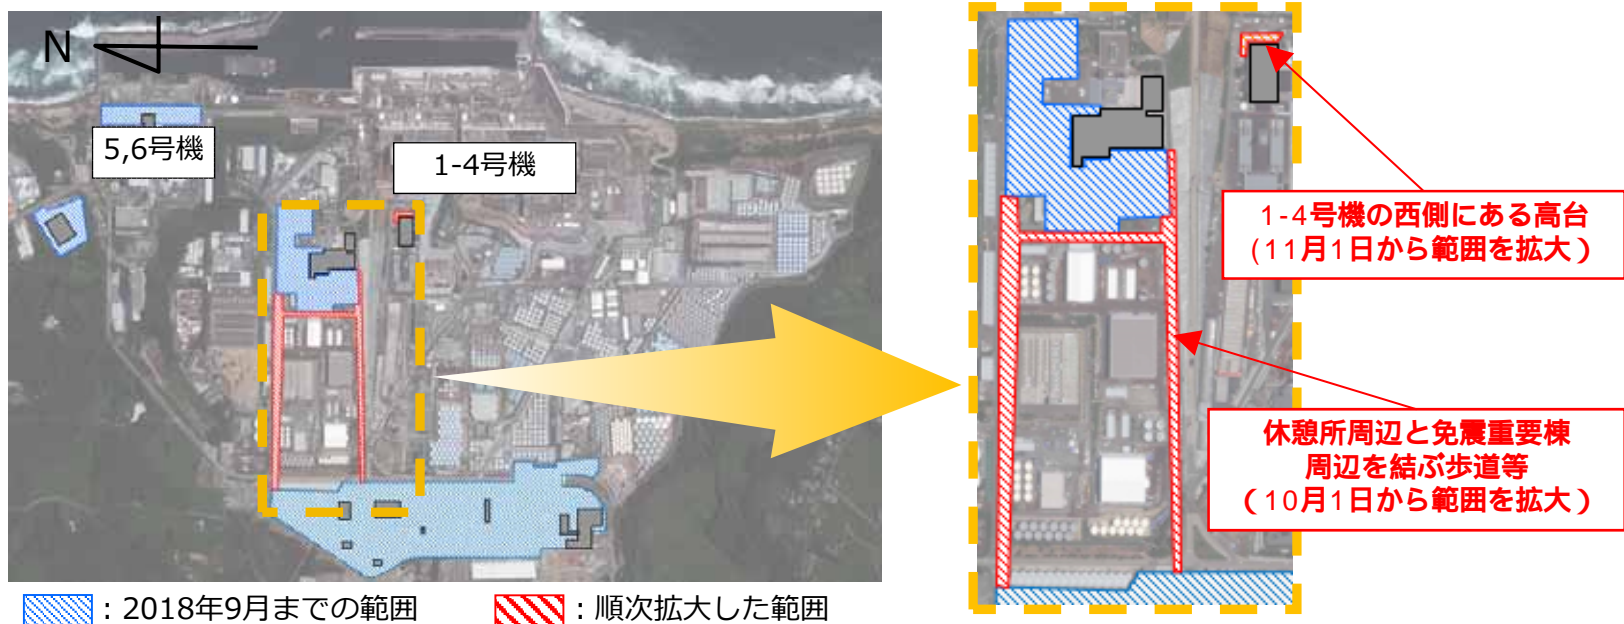 N
5,6号機
1-4号機
1-4号機の西側にある高台
(11月1日から範囲を拡大)
休憩所周辺と免震重要棟
周辺を結ぶ歩道等
(10月1日から範囲を拡大)
：2018年9月までの範囲
：順次拡大した範囲